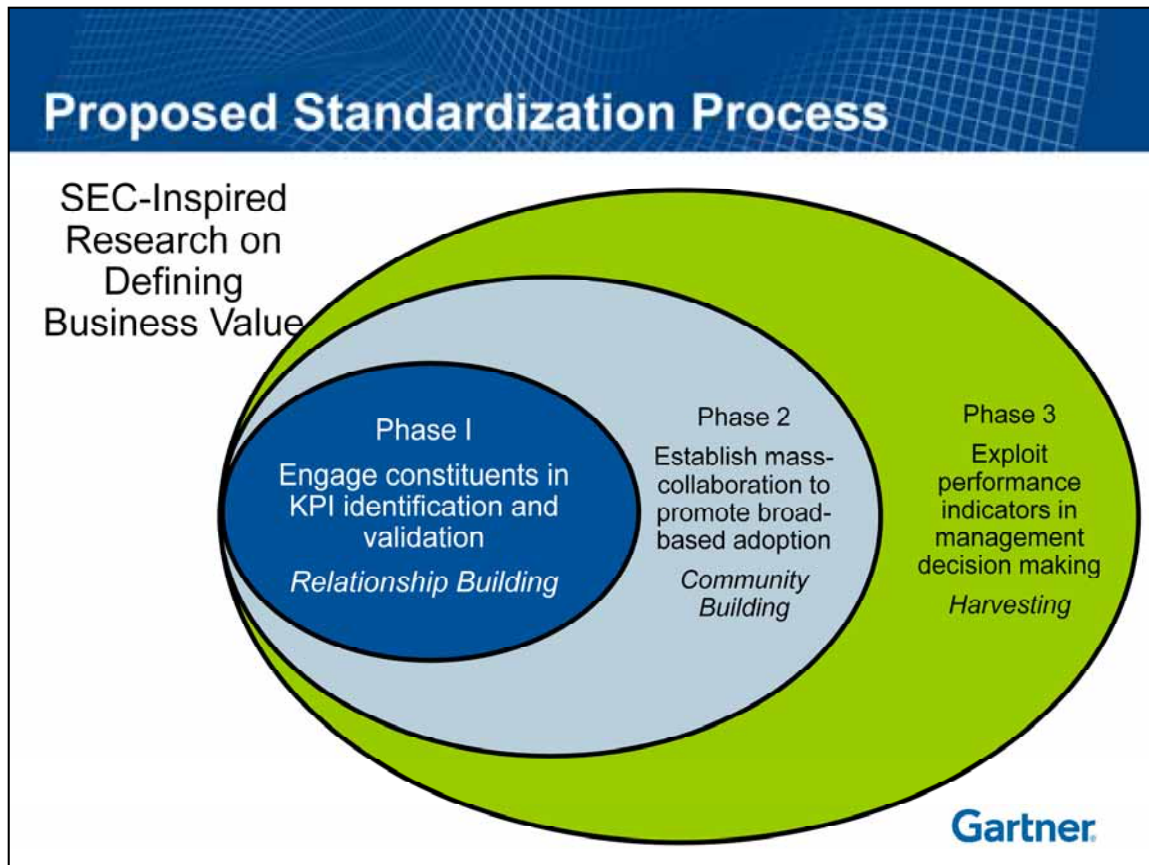 Proposed Standardization Process
SEC-Inspired
Research on
Defining
Business Value
Phase I
Engage constituents in
KPI identification and
validation
Relationship Building
Phase 2
Establish mass-
collaboration to
promote broad-
based adoption
Community
Building
Phase 3
Exploit
performance
indicators in
management
decision making
Harvesting
Gartner®